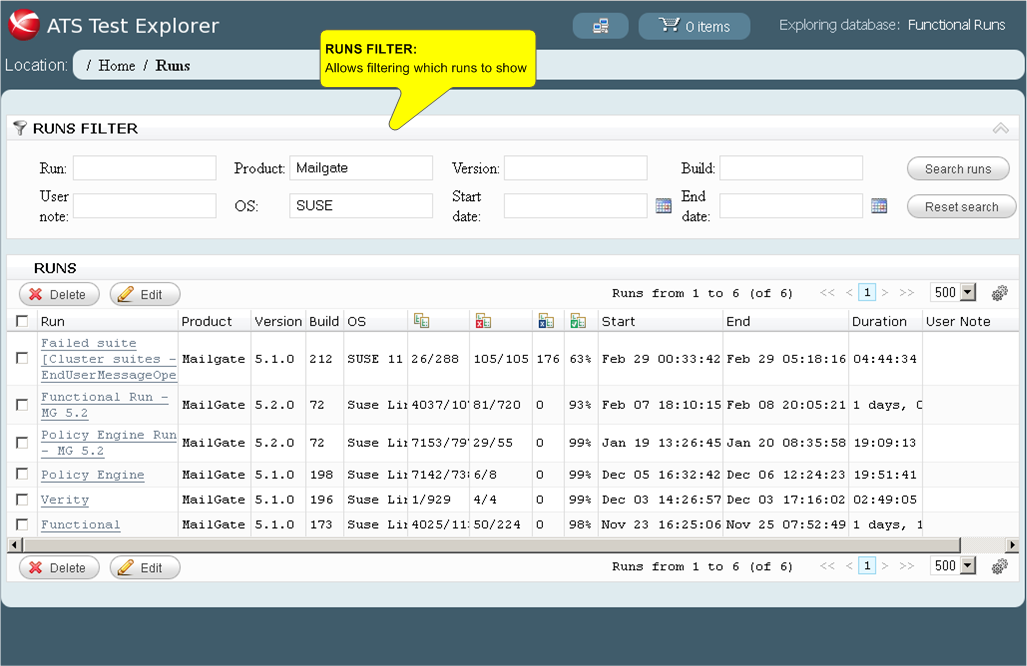 ATS Test Explorer
0 items
Exploring database: Functional Runs
Location: / Home / Runs
RUNS FILTER:
Allows filtering which runs to show
RUNS FILTER
Run: Product: Mailgate Version: Build: Search runs
User note: OS: SUSE Start date: End date: Reset search
RUNS
Delete Edit Runs from 1 to 6 (of 6) << < 1 > >> 500
Run Product Version Build OS Start End Duration User Note
Failed suite
[Cluster suites -
EndUserMessageOpe Mailgate 5.1.0 212 SUSE 11 26/288 105/105 176 63% Feb 29 00:33:42 Feb 29 05:18:16 04:44:34
Functional Run -
MG 5.2 MailGate 5.2.0 72 Suse Lin 4037/107 81/720 0 93% Feb 07 18:10:15 Feb 08 20:05:21 1 days, 0
Policy Engine Run
- MG 5.2 MailGate 5.2.0 72 Suse Lin 7153/797 29/55 0 99% Jan 19 13:26:45 Jan 20 08:35:58 19:09:13
Policy Engine MailGate 5.1.0 198 Suse Lin 7142/738 6/8 0 99% Dec 05 16:32:42 Dec 06 12:24:23 19:51:41
Verity MailGate 5.1.0 196 Suse Lin 1/929 4/4 0 99% Dec 03 14:26:57 Dec 03 17:16:02 02:49:05
Functional MailGate 5.1.0 173 Suse Lin 4025/113 50/224 0 98% Nov 23 16:25:06 Nov 25 07:52:49 1 days, 1
Delete Edit Runs from 1 to 6 (of 6) << < 1 > >> 500